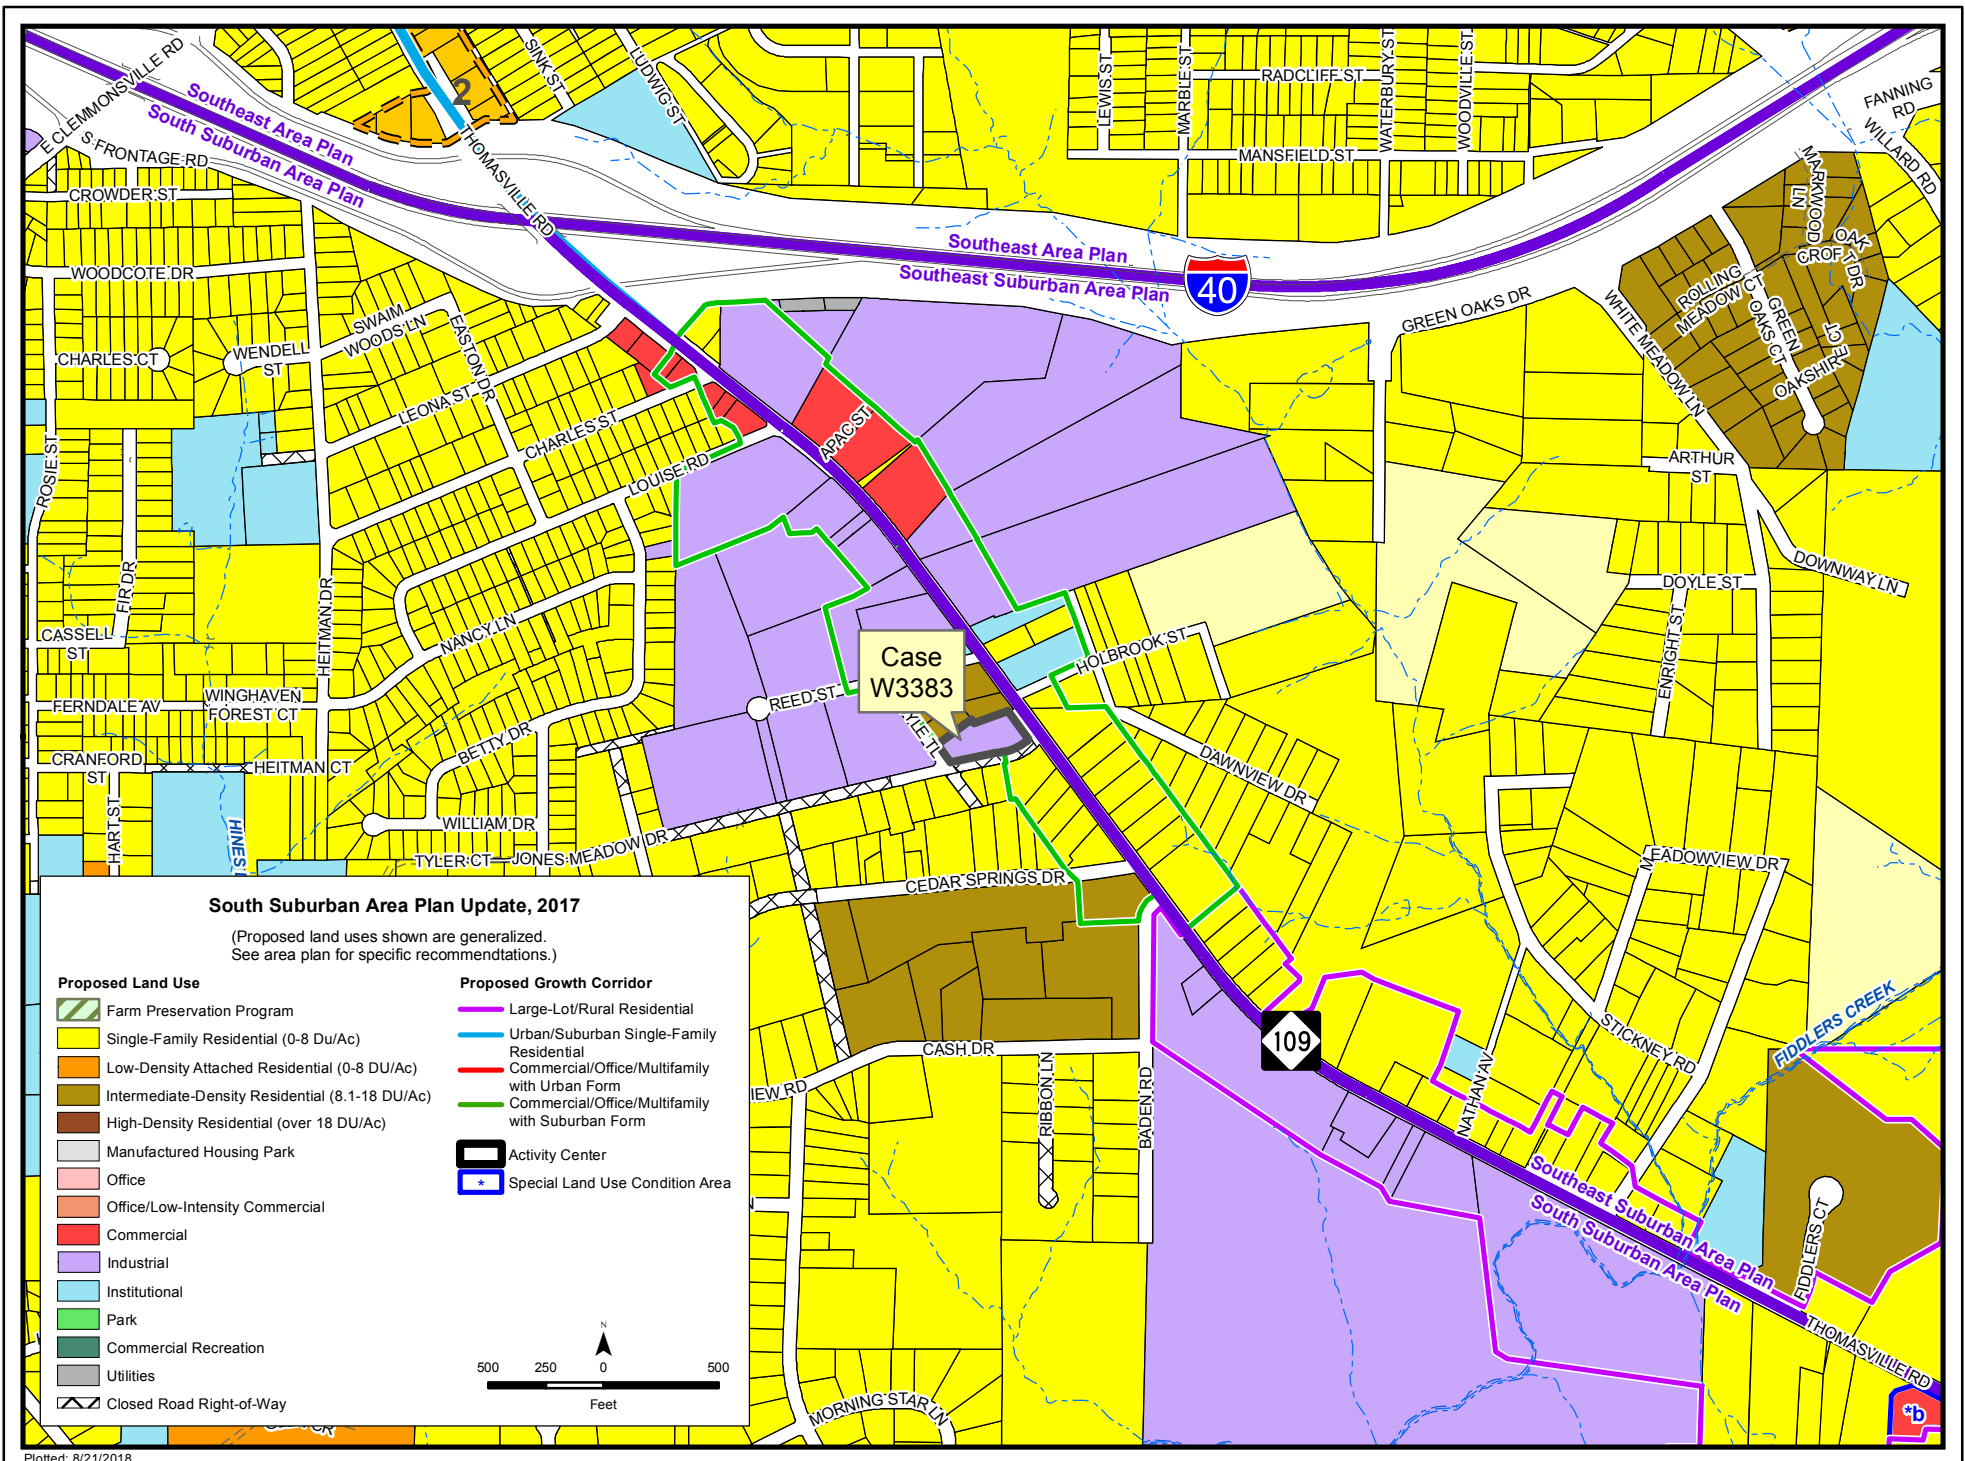 E CLEMMONSVILLE RD
Southeast Area Plan
South Suburban Area Plan
S FRONTAGE RD
CROWDER ST
2
SINK ST
LUDWIG ST
THOMASVILLE RD
LEWIS ST
MARBLE ST
RADCLIFF ST
WATERBURY ST
WOODVILLE ST
MANSFIELD ST
FANNING
RD
WILLARD RD
MARKWOOD
LN
OAK
CROF
T DR
ROLLING
MEADOW CT
GREEN
OAKS CT
OAKSHIR
E CT
Southeast Area Plan
Southeast Suburban Area Plan
40
GREEN OAKS DR
WHITE MEADOW LN
WOODCOTE DR
SWAIM
WOODS LN
EASTON DR
CHARLES CT
WENDELL
ST
LEONA ST
CHARLES ST
LOUISE RD
APAC ST
ROSIE ST
FIR DR
HEITMAN DR
ARTHUR
ST
DOWNWAY LN
DOYLE ST
ENRIGHT ST
CASSELL
ST
NANCY LN
Case
W3383
HOLBROOK ST
FERNDALE AV
WINGHAVEN
FOREST CT
REED ST
YLE TL
BETTY DR
CRANFORD
ST
HEITMAN CT
DAWNVIEW DR
HART ST
HINES
WILLIAM DR
TYLER CT
JONES MEADOW DR
CEDAR SPRINGS DR
MEADOWVIEW DR
STICKNEY RD
FIDDLERS CREEK
109
CASH DR
IEW RD
RIBBON LN
BADEN RD
NATHAN AV
Southeast Suburban Area Plan
South Suburban Area Plan
FIDDLERS CT
THOMASVILLE RD
*b
MORNING STAR LN
N
South Suburban Area Plan Update, 2017
(Proposed land uses shown are generalized.
See area plan for specific recommendtations.)
Proposed Land Use
Farm Preservation Program
Single-Family Residential (0-8 Du/Ac)
Low-Density Attached Residential (0-8 DU/Ac)
Intermediate-Density Residential (8.1-18 DU/Ac)
High-Density Residential (over 18 DU/Ac)
Manufactured Housing Park
Office
Office/Low-Intensity Commercial
Commercial
Industrial
Institutional
Park
Commercial Recreation
Utilities
Closed Road Right-of-Way
Proposed Growth Corridor
Large-Lot/Rural Residential
Urban/Suburban Single-Family
Residential
Commercial/Office/Multifamily
with Urban Form
Commercial/Office/Multifamily
with Suburban Form
Activity Center
* Special Land Use Condition Area
N
500 250 0 500
Feet
Plotted: 8/21/2018